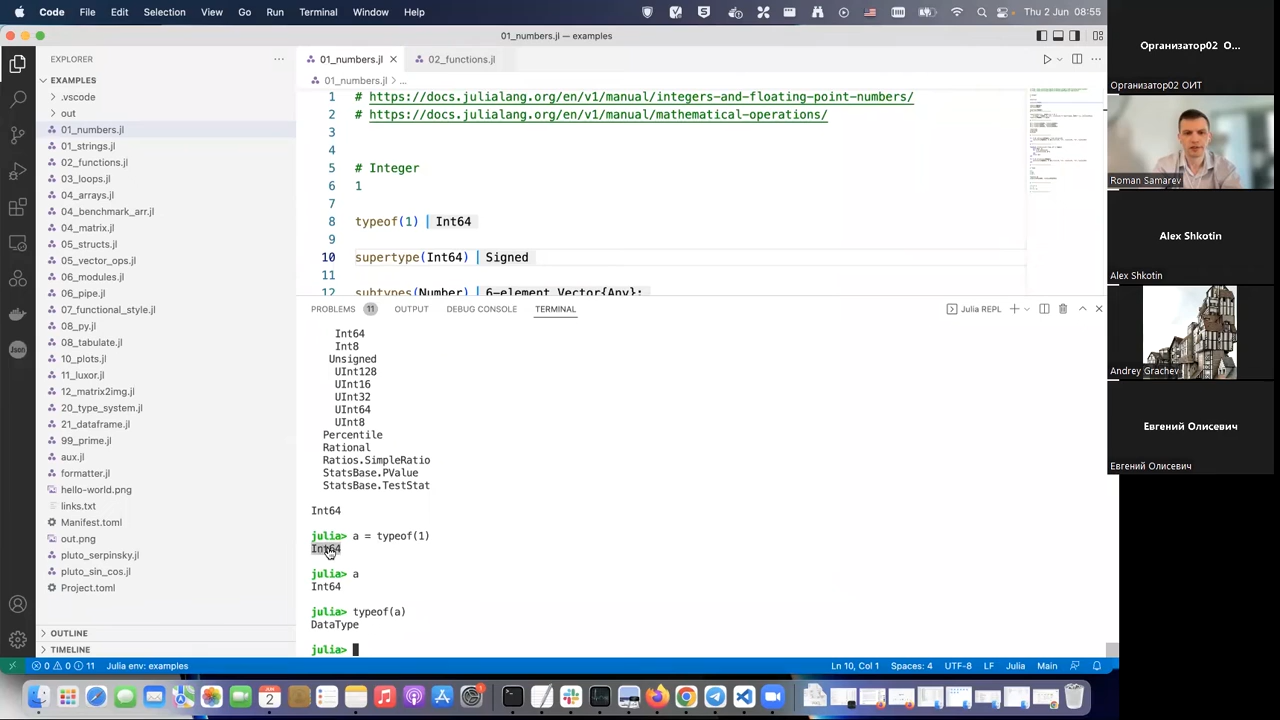 Code File Edit Selection View Go Run Terminal Window Help Thu 2 Jun 08:55
01_numbers.jl — examples
EXPLORER
EXAMPLES
.vscode
out
01_numbers.jl
01_strings.jl
02_functions.jl
04_arrays.jl
04_benchmark_arr.jl
04_matrix.jl
05_structs.jl
05_vector_ops.jl
06_modules.jl
06_pipe.jl
07_functional_style.jl
08_py.jl
08_tabulate.jl
10_plots.jl
11_luxor.jl
12_matrix2img.jl
20_type_system.jl
21_dataframe.jl
99_prime.jl
aux.jl
formatter.jl
hello-world.png
links.txt
Manifest.toml
out.png
pluto_serpinsky.jl
pluto_sin_cos.jl
Project.toml
OUTLINE
TIMELINE
01_numbers.jl
02_functions.jl
01_numbers.jl > ...
1 # https://docs.julialang.org/en/v1/manual/integers-and-floating-point-numbers/
2 # https://docs.julialang.org/en/v1/manual/mathematical-operations/
3
4
5 # Integer
6 1
7
8 typeof(1) Int64
9
10 supertype(Int64) Signed
11
12 subtypes(Number) 6-element Vector{Any}:
PROBLEMS 11 OUTPUT DEBUG CONSOLE TERMINAL
Julia REPL
Int64
Int8
Unsigned
UInt128
UInt16
UInt32
UInt64
UInt8
Percentile
Rational
Ratios.SimpleRatio
StatsBase.PValue
StatsBase.TestStat
Int64
julia> a = typeof(1)
Int64
julia> a
Int64
julia> typeof(a)
DataType
julia>
0 0 11 Julia env: examples
Ln 10, Col 1 Spaces: 4 UTF-8 LF Julia Main
Организатор02 О...
Организатор02 ОИТ
Roman Samarev
Alex Shkotin
Alex Shkotin
Andrey Grachev
Евгений Олисевич
Евгений Олисевич